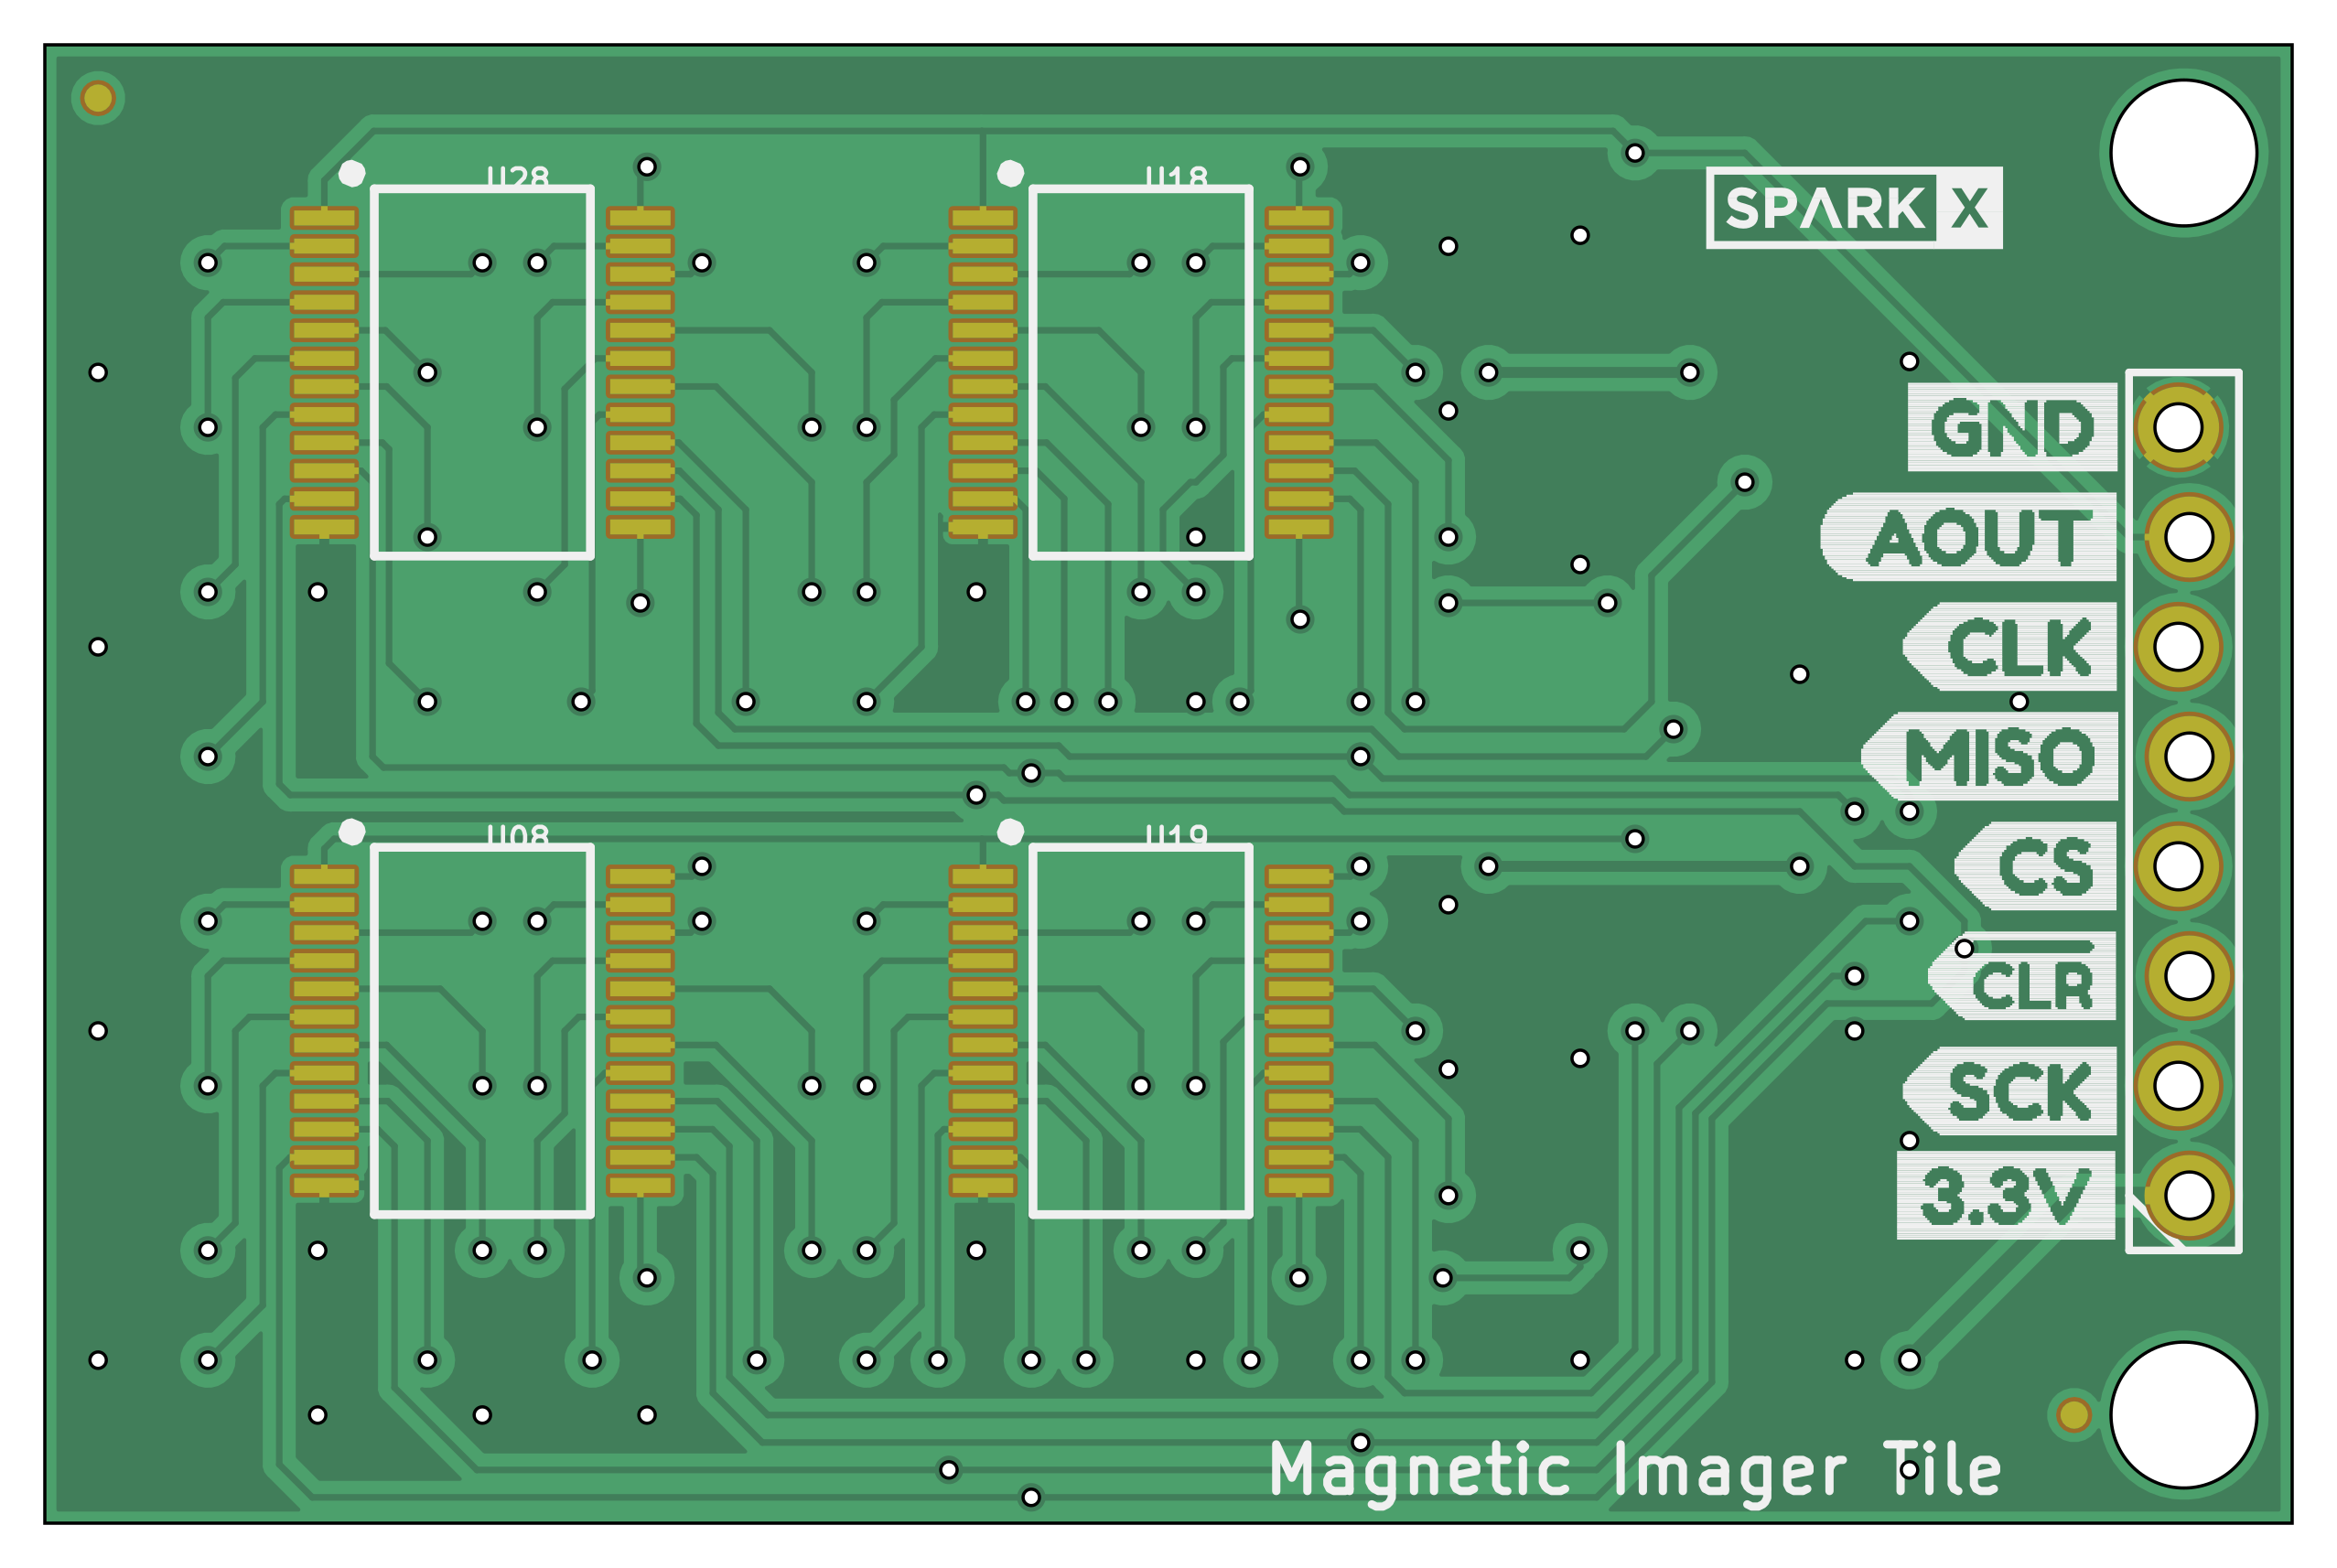 U28
U18
SPARK X
GND
AOUT
CLK
MISO
U08
U19
CS
CLR
SCK
3.3V
Magnetic Imager Tile